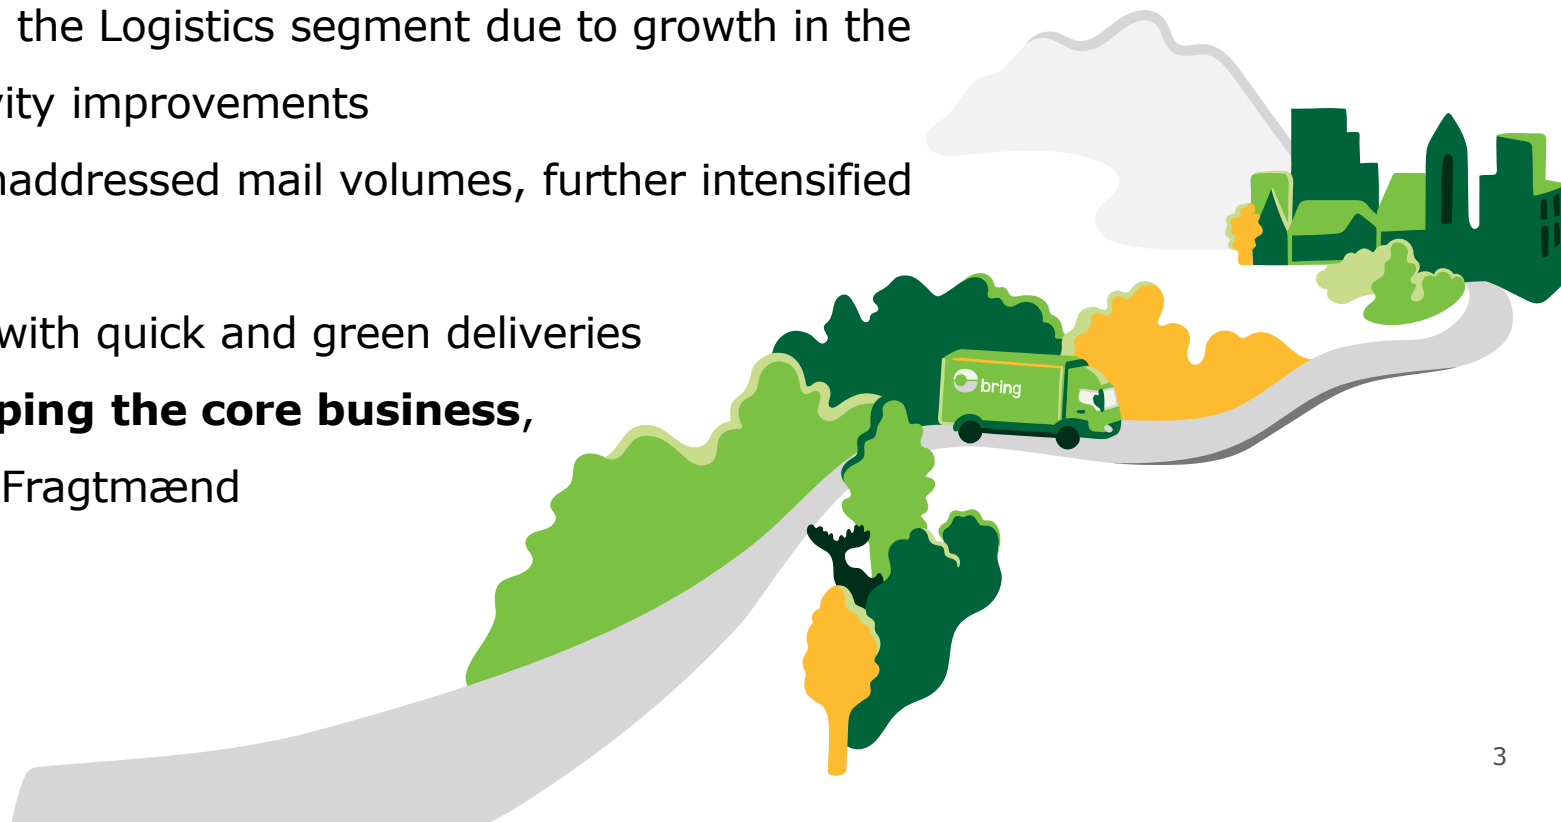 the Logistics segment due to growth in the
vity improvements
naddressed mail volumes, further intensified
with quick and green deliveries
ping the core business,
Fragtmænd
bring
3